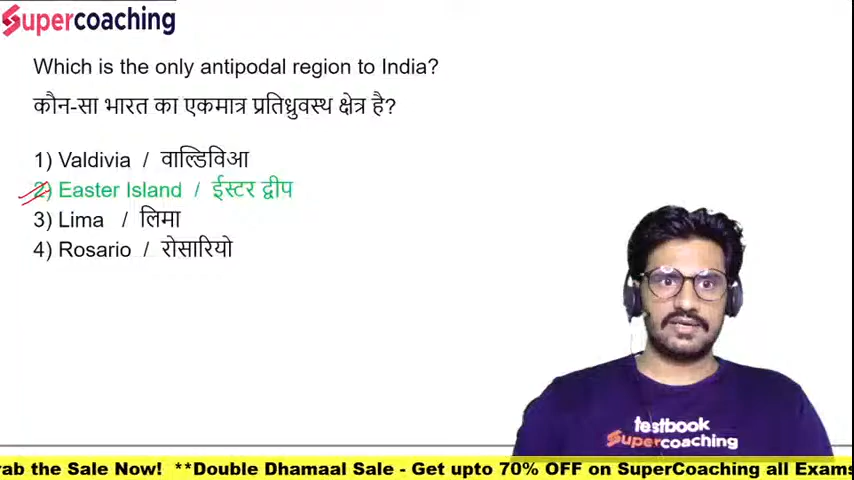 Supercoaching
Which is the only antipodal region to India?
कौन-सा भारत का एकमात्र प्रतिध्रुवस्थ क्षेत्र है?
1) Valdivia / वाल्डिविआ
2) Easter Island / ईस्टर द्वीप
3) Lima / लिमा
4) Rosario / रोसारियो
testbook
Supercoaching
rab the Sale Now! **Double Dhamaal Sale - Get upto 70% OFF on SuperCoaching all Exams